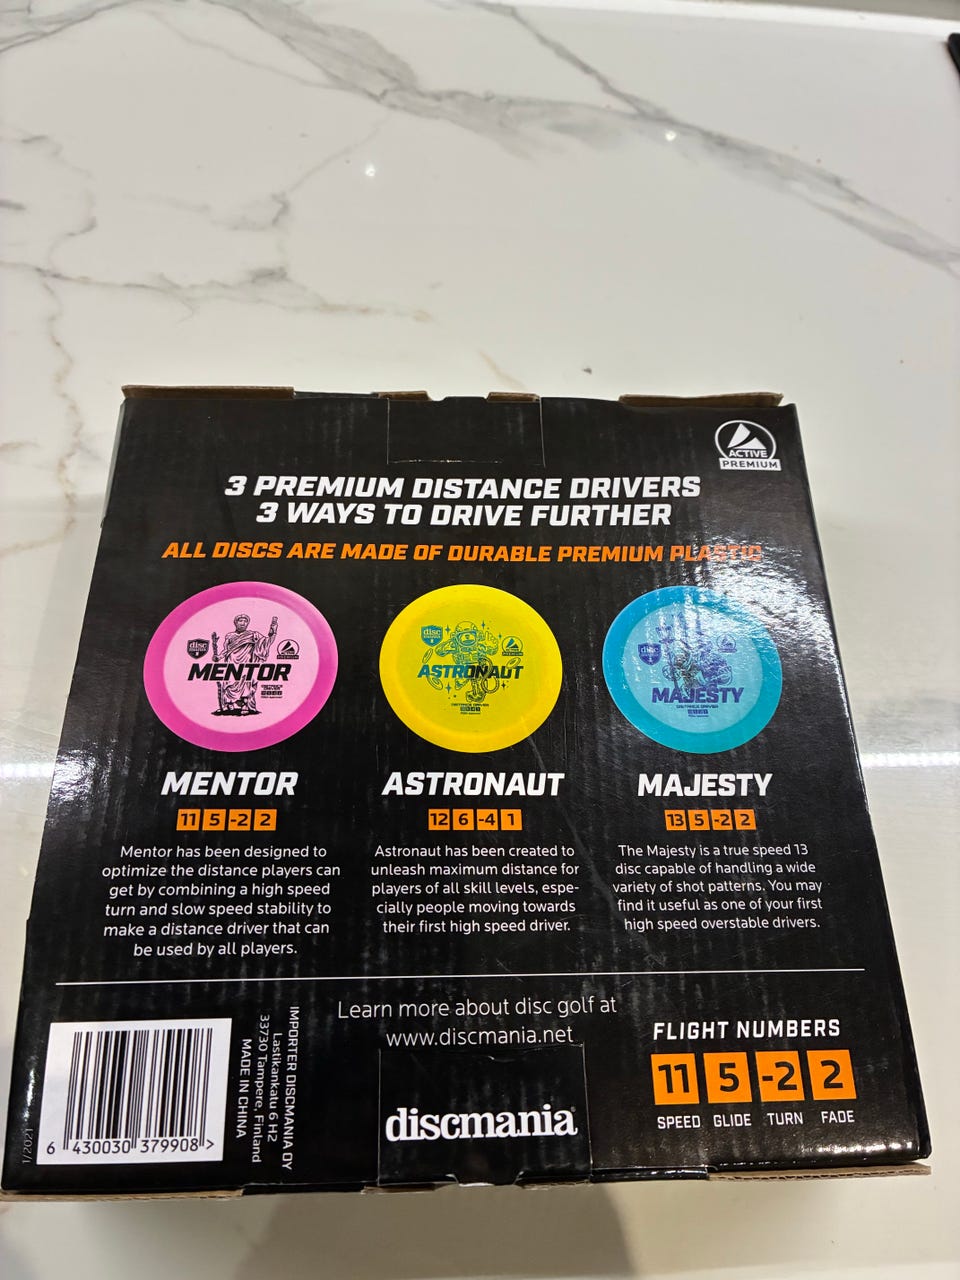 ACTIVE
PREMIUM
3 PREMIUM DISTANCE DRIVERS
3 WAYS TO DRIVE FURTHER
ALL DISCS ARE MADE OF DURABLE PREMIUM PLASTIC
disc
MENTOR
disc
ASTRONAUT
DISTANCE DRIVER
MAJESTY
DISTANCE DRIVER
MENTOR
11 5 -2 2
Mentor has been designed to
optimize the distance players can
get by combining a high speed
turn and slow speed stability to
make a distance driver that can
be used by all players.
ASTRONAUT
12 6 -4 1
Astronaut has been created to
unleash maximum distance for
players of all skill levels, espe-
cially people moving towards
their first high speed driver.
MAJESTY
13 5 -2 2
The Majesty is a true speed 13
disc capable of handling a wide
variety of shot patterns. You may
find it useful as one of your first
high speed overstable drivers.
Learn more about disc golf at
www.discmania.net
discmania
FLIGHT NUMBERS
11 5 -2 2
SPEED GLIDE TURN FADE
IMPORTER DISCMANIA OY
Lastikankatu 6 H2
33730 Tampere, Finland
MADE IN CHINA
6 430030 379908 >
1/2021